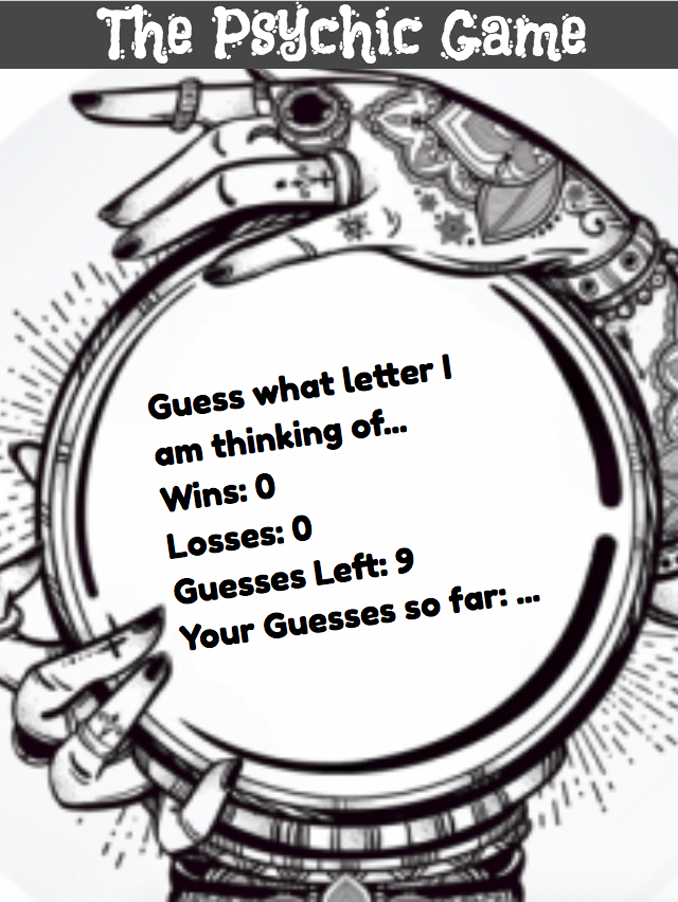 The Psychic Game
Guess what letter I
am thinking of...
Wins: 0
Losses: 0
Guesses Left: 9
Your Guesses so far: ...